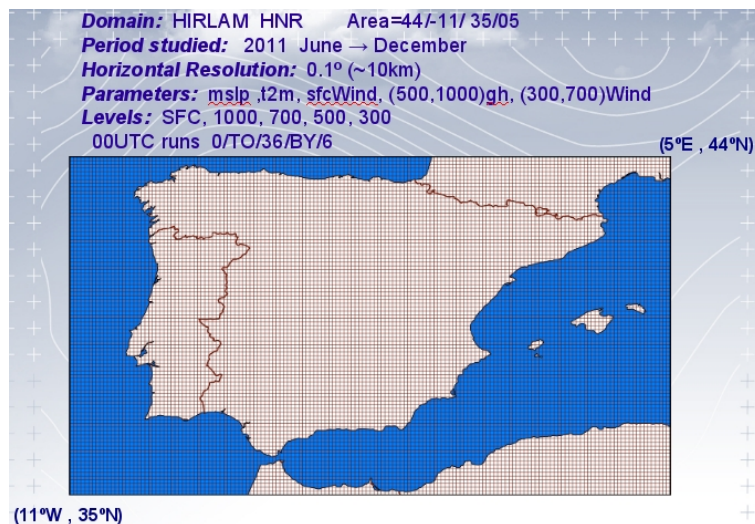 Domain: HIRLAM HNR Area=44/-11/ 35/05
Period studied: 2011 June → December
Horizontal Resolution: 0.1º (~10km)
Parameters: mslp ,t2m, sfcWind, (500,1000)gh, (300,700)Wind
Levels: SFC, 1000, 700, 500, 300
00UTC runs 0/TO/36/BY/6
(5ºE , 44ºN)
(11ºW , 35ºN)